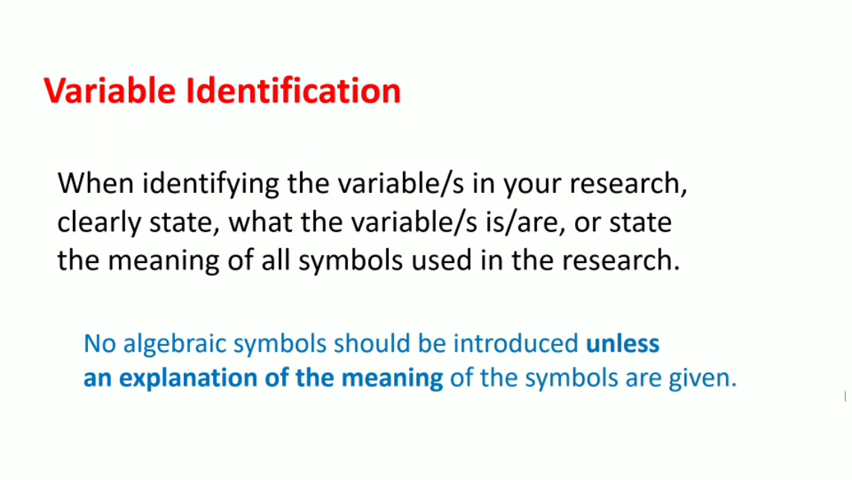 Variable Identification
When identifying the variable/s in your research,
clearly state, what the variable/s is/are, or state
the meaning of all symbols used in the research.
No algebraic symbols should be introduced unless
an explanation of the meaning of the symbols are given.